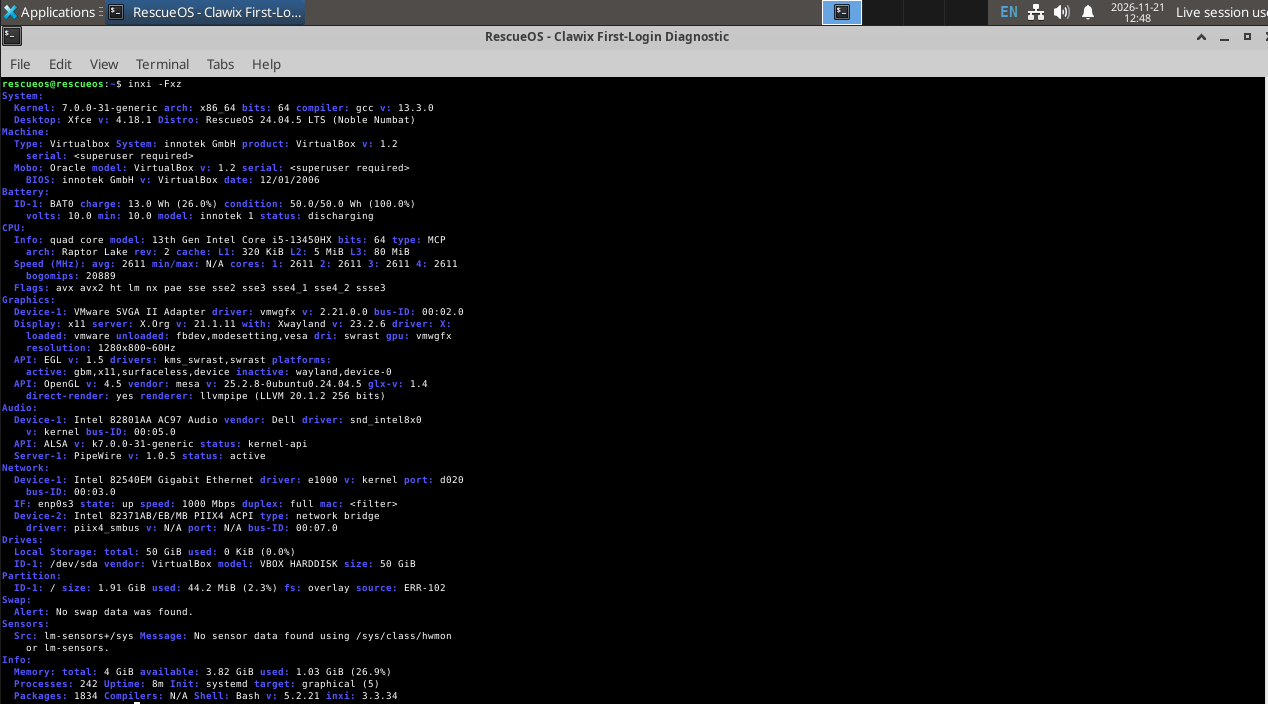 Applications
RescueOS - Clawix First-Lo...
EN
2026-11-21
12:48
Live session use
RescueOS - Clawix First-Login Diagnostic
File Edit View Terminal Tabs Help
rescueos@rescueos:~$ inxi -Fxz
System:
Kernel: 7.0.0-31-generic arch: x86_64 bits: 64 compiler: gcc v: 13.3.0
Desktop: Xfce v: 4.18.1 Distro: RescueOS 24.04.5 LTS (Noble Numbat)
Machine:
Type: Virtualbox System: innotek GmbH product: VirtualBox v: 1.2
serial: <superuser required>
Mobo: Oracle model: VirtualBox v: 1.2 serial: <superuser required>
BIOS: innotek GmbH v: VirtualBox date: 12/01/2006
Battery:
ID-1: BAT0 charge: 13.0 Wh (26.0%) condition: 50.0/50.0 Wh (100.0%)
volts: 10.0 min: 10.0 model: innotek 1 status: discharging
CPU:
Info: quad core model: 13th Gen Intel Core i5-13450HX bits: 64 type: MCP
arch: Raptor Lake rev: 2 cache: L1: 320 KiB L2: 5 MiB L3: 80 MiB
Speed (MHz): avg: 2611 min/max: N/A cores: 1: 2611 2: 2611 3: 2611 4: 2611
bogomips: 20889
Flags: avx avx2 ht lm nx pae sse sse2 sse3 sse4_1 sse4_2 ssse3
Graphics:
Device-1: VMware SVGA II Adapter driver: vmwgfx v: 2.21.0.0 bus-ID: 00:02.0
Display: x11 server: X.Org v: 21.1.11 with: Xwayland v: 23.2.6 driver: X:
loaded: vmware unloaded: fbdev,modesetting,vesa dri: swrast gpu: vmwgfx
resolution: 1280x800~60Hz
API: EGL v: 1.5 drivers: kms_swrast,swrast platforms:
active: gbm,x11,surfaceless,device inactive: wayland,device-0
API: OpenGL v: 4.5 vendor: mesa v: 25.2.8-0ubuntu0.24.04.5 glx-v: 1.4
direct-render: yes renderer: llvmpipe (LLVM 20.1.2 256 bits)
Audio:
Device-1: Intel 82801AA AC97 Audio vendor: Dell driver: snd_intel8x0
v: kernel bus-ID: 00:05.0
API: ALSA v: k7.0.0-31-generic status: kernel-api
Server-1: PipeWire v: 1.0.5 status: active
Network:
Device-1: Intel 82540EM Gigabit Ethernet driver: e1000 v: kernel port: d020
bus-ID: 00:03.0
IF: enp0s3 state: up speed: 1000 Mbps duplex: full mac: <filter>
Device-2: Intel 82371AB/EB/MB PIIX4 ACPI type: network bridge
driver: piix4_smbus v: N/A port: N/A bus-ID: 00:07.0
Drives:
Local Storage: total: 50 GiB used: 0 KiB (0.0%)
ID-1: /dev/sda vendor: VirtualBox model: VBOX HARDDISK size: 50 GiB
Partition:
ID-1: / size: 1.91 GiB used: 44.2 MiB (2.3%) fs: overlay source: ERR-102
Swap:
Alert: No swap data was found.
Sensors:
Src: lm-sensors+/sys Message: No sensor data found using /sys/class/hwmon
or lm-sensors.
Info:
Memory: total: 4 GiB available: 3.82 GiB used: 1.03 GiB (26.9%)
Processes: 242 Uptime: 8m Init: systemd target: graphical (5)
Packages: 1834 Compilers: N/A Shell: Bash v: 5.2.21 inxi: 3.3.34